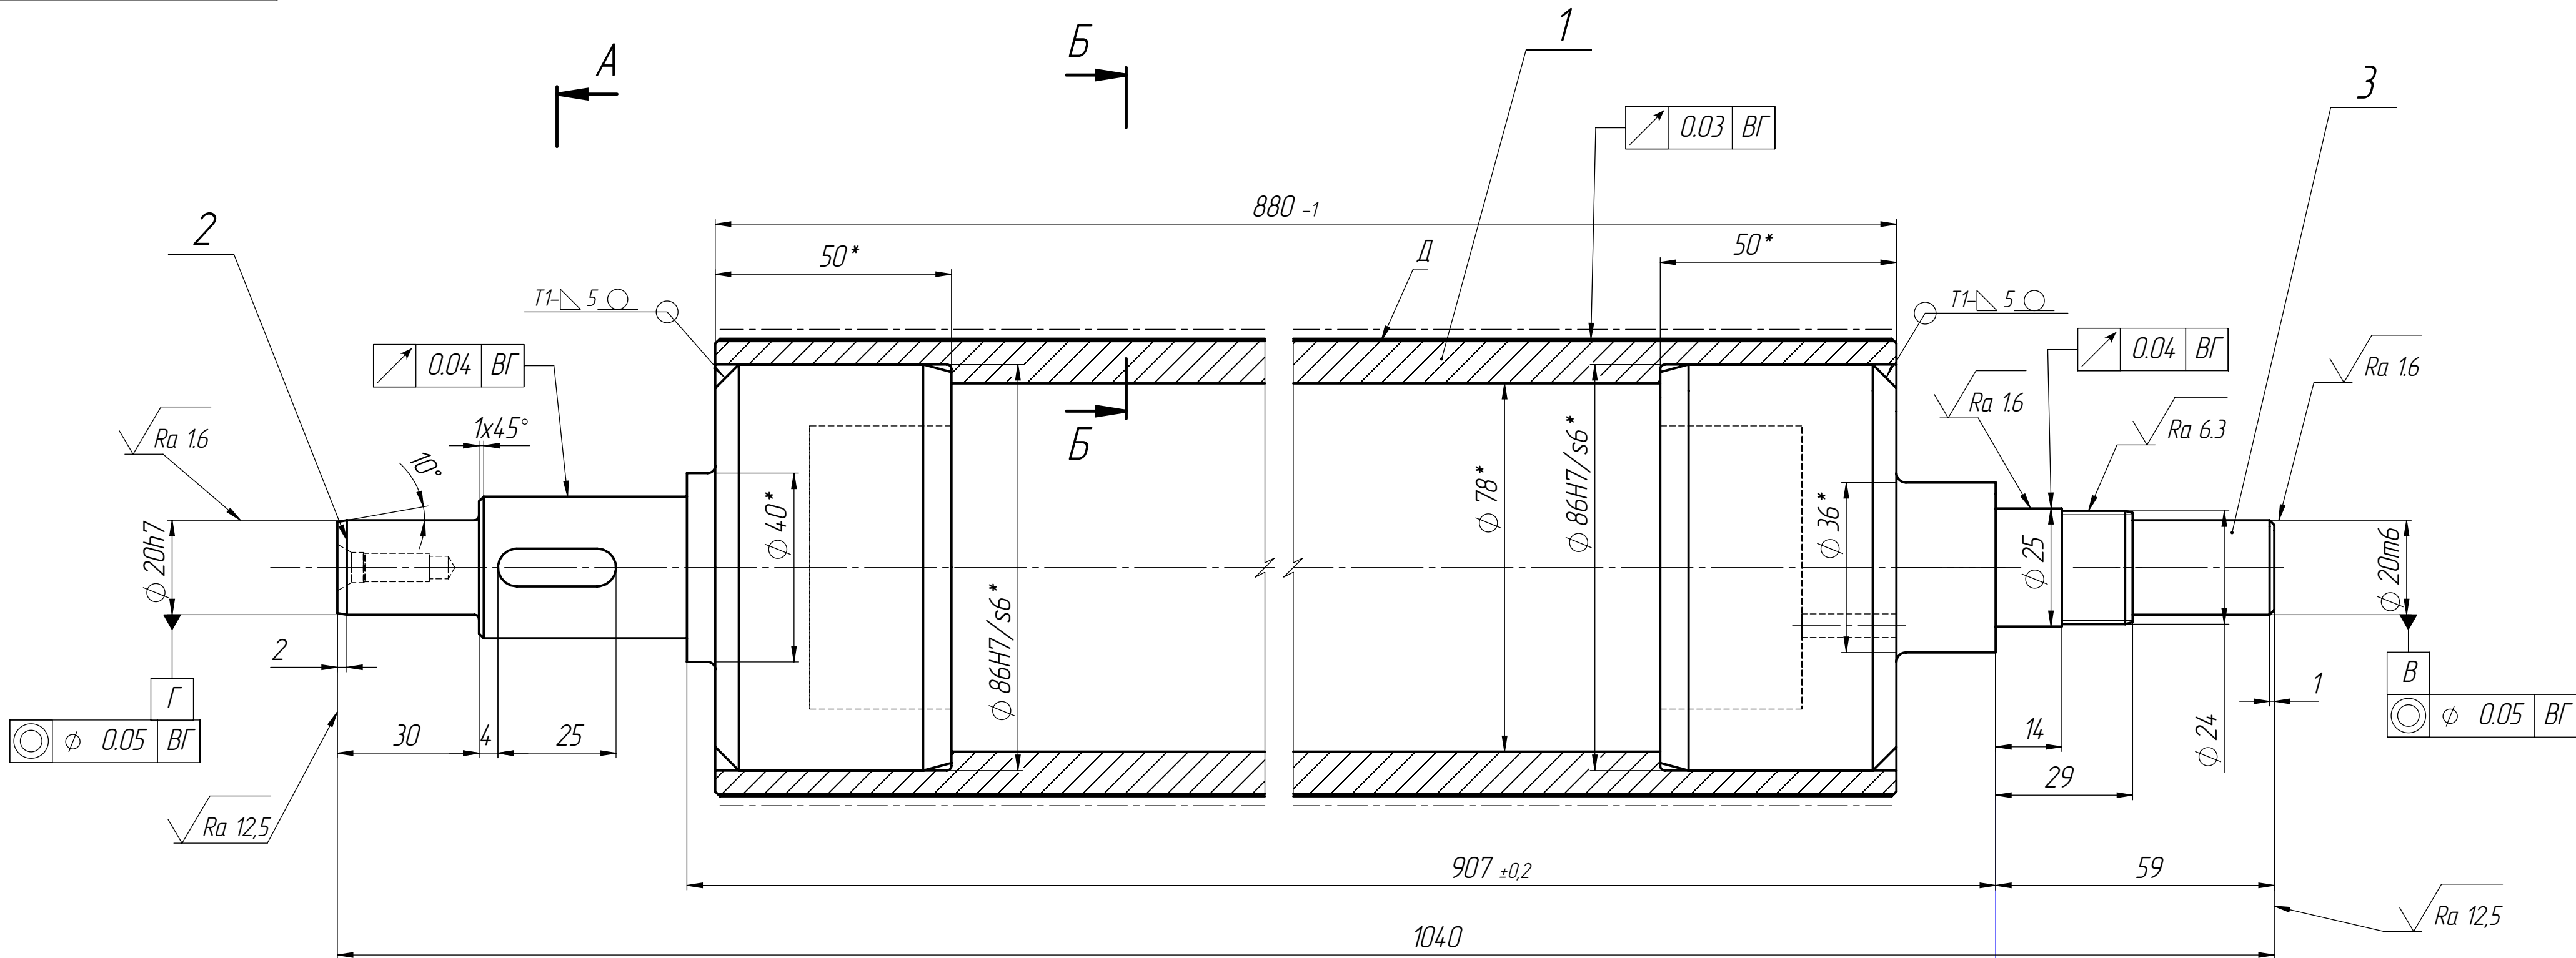 1
Б
А
3
0.03 ВГ
880 -1
2
50*
50*
Д
Т1-◺ 5
Т1-◺ 5
0.04 ВГ
0.04 ВГ
Ra 1.6
Ra 1.6
Ra 1.6
Ra 6.3
1x45°
10°
Б
⌀ 20h7
⌀ 40*
⌀ 86H7/s6*
⌀ 78*
⌀ 86H7/s6*
⌀ 36*
⌀ 25
⌀ 24
⌀ 20m6
2
Г
В
⌀ 0.05 ВГ
⌀ 0.05 ВГ
1
30
4
25
14
29
Ra 12,5
907 ±0,2
59
Ra 12,5
1040